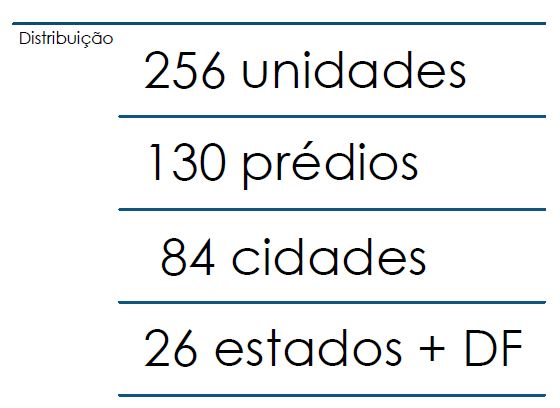 Distribuição
256 unidades
130 prédios
84 cidades
26 estados + DF